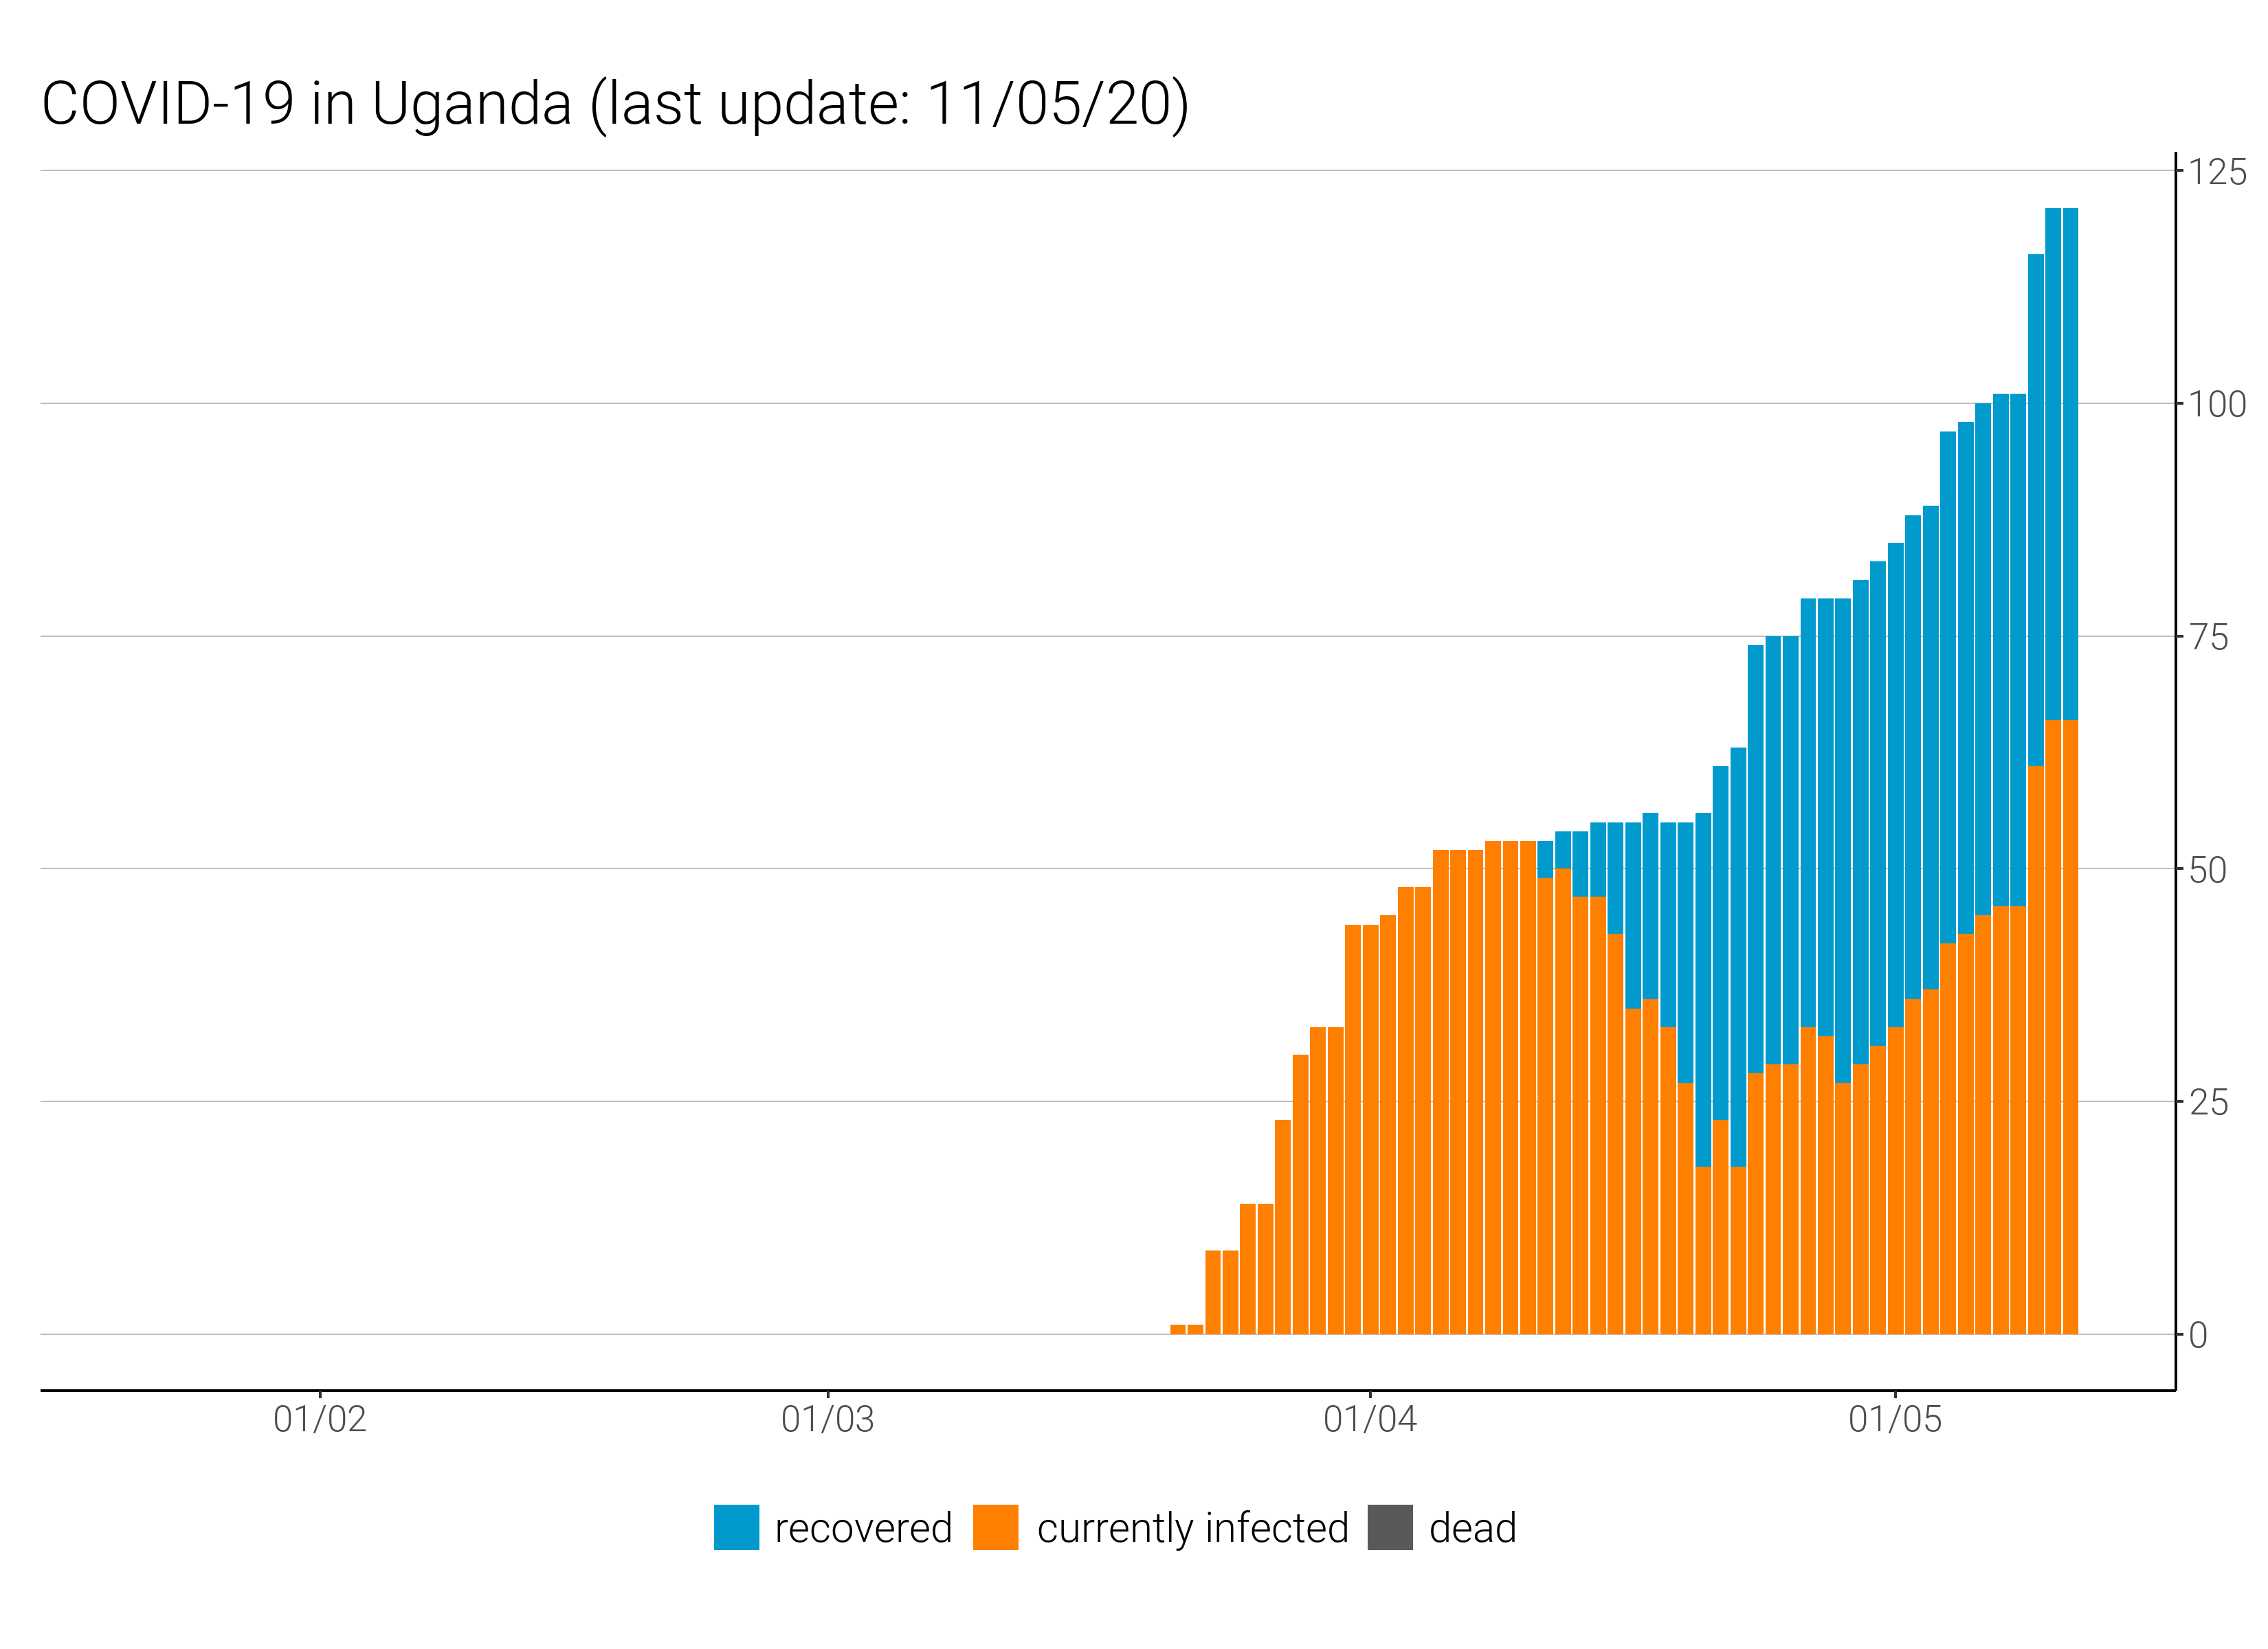 COVID-19 in Uganda (last update: 11/05/20)
125
100
75
50
25
0
01/02 01/03 01/04 01/05
recovered currently infected dead